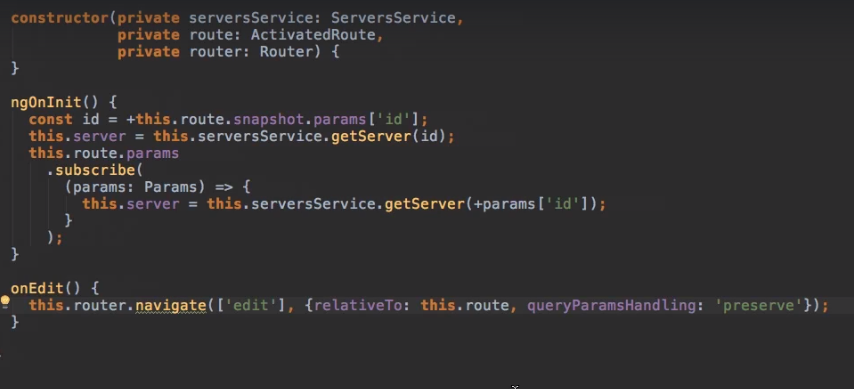 constructor(private serversService: ServersService,
            private route: ActivatedRoute,
            private router: Router) {
}

ngOnInit() {
  const id = +this.route.snapshot.params['id'];
  this.server = this.serversService.getServer(id);
  this.route.params
    .subscribe(
      (params: Params) => {
        this.server = this.serversService.getServer(+params['id']);
      }
    );
}

onEdit() {
  this.router.navigate(['edit'], {relativeTo: this.route, queryParamsHandling: 'preserve'});
}